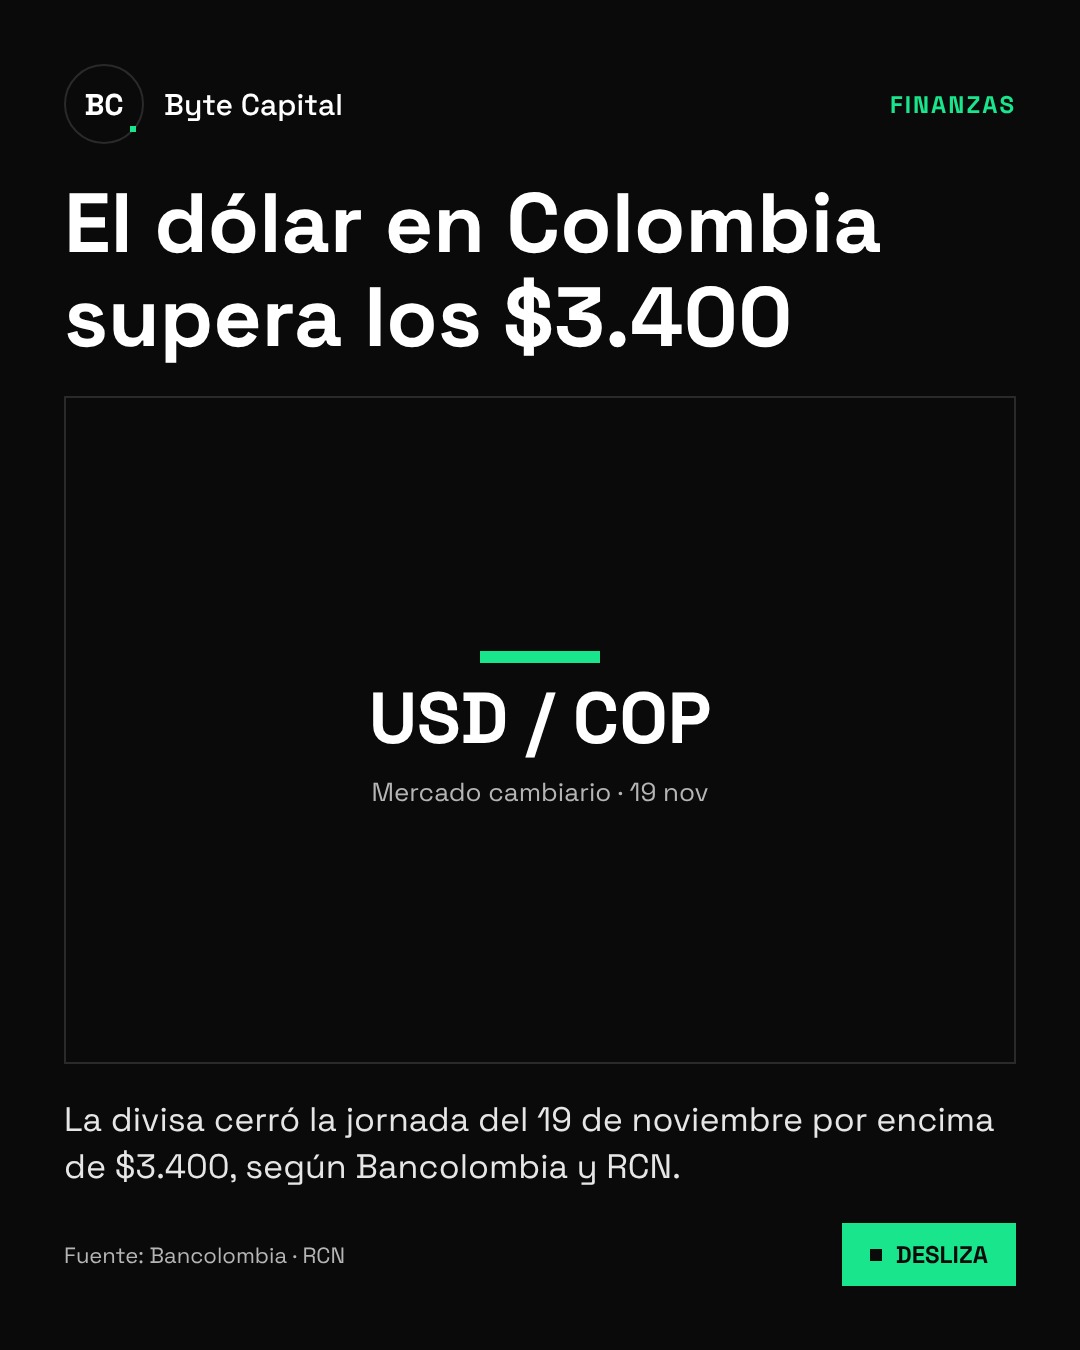 BC
Byte Capital
FINANZAS
El dólar en Colombia
supera los $3.400
USD / COP
Mercado cambiario · 19 nov
La divisa cerró la jornada del 19 de noviembre por encima
de $3.400, según Bancolombia y RCN.
Fuente: Bancolombia · RCN
DESLIZA